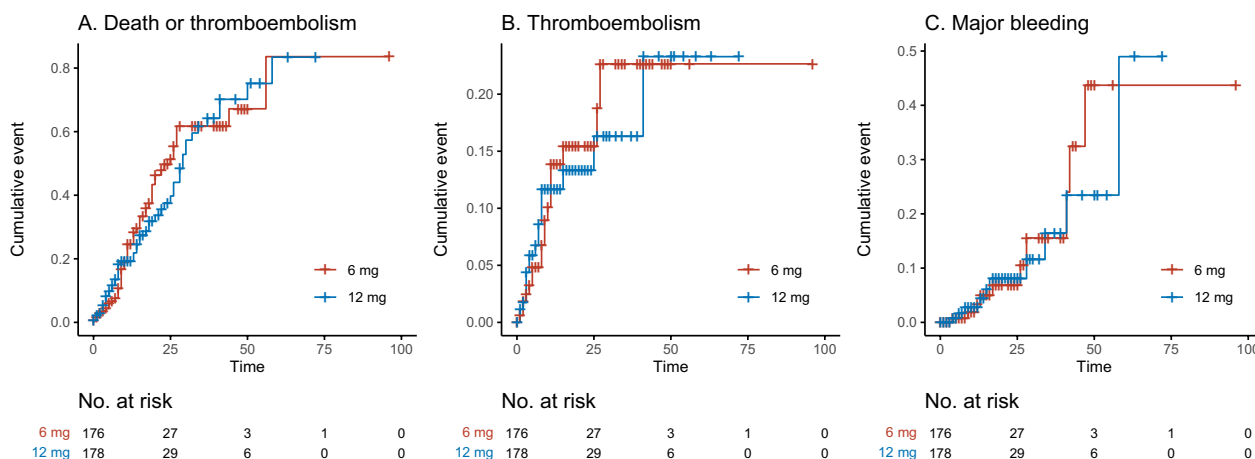 A. Death or thromboembolism
Cumulative event
0.8
0.6
0.4
0.2
0.0
6 mg
12 mg
0 25 50 75 100
Time
No. at risk
6 mg 176 27 3 1 0
12 mg 178 29 6 0 0
B. Thromboembolism
Cumulative event
0.20
0.15
0.10
0.05
0.00
6 mg
12 mg
0 25 50 75 100
Time
No. at risk
6 mg 176 27 3 1 0
12 mg 178 29 6 0 0
C. Major bleeding
Cumulative event
0.5
0.4
0.3
0.2
0.1
0.0
6 mg
12 mg
0 25 50 75 100
Time
No. at risk
6 mg 176 27 3 1 0
12 mg 178 29 6 0 0